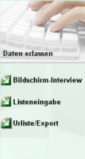 Daten erfassen
Bildschirm-Interview
Listeneingabe
Urliste/Export